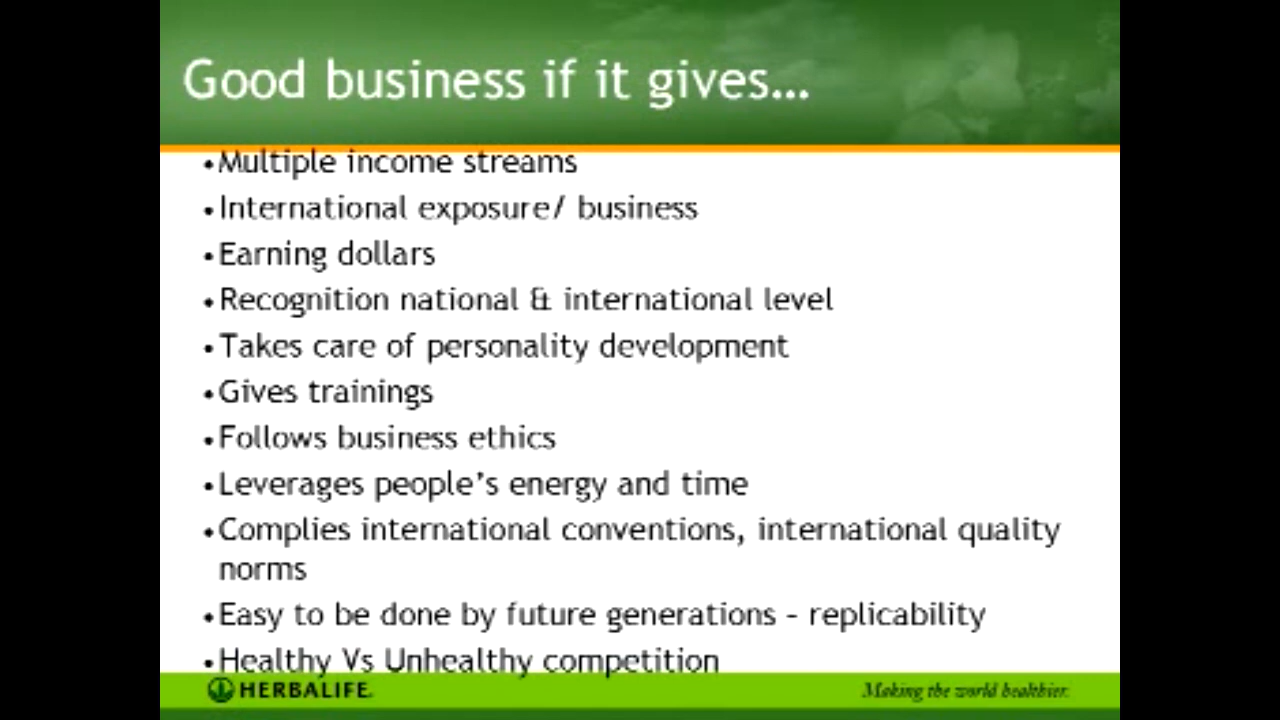 Good business if it gives...
•Multiple income streams
•International exposure/ business
•Earning dollars
•Recognition national & international level
•Takes care of personality development
•Gives trainings
•Follows business ethics
•Leverages people’s energy and time
•Complies international conventions, international quality
norms
•Easy to be done by future generations – replicability
•Healthy Vs Unhealthy competition
HERBALIFE.
Making the world healthier.